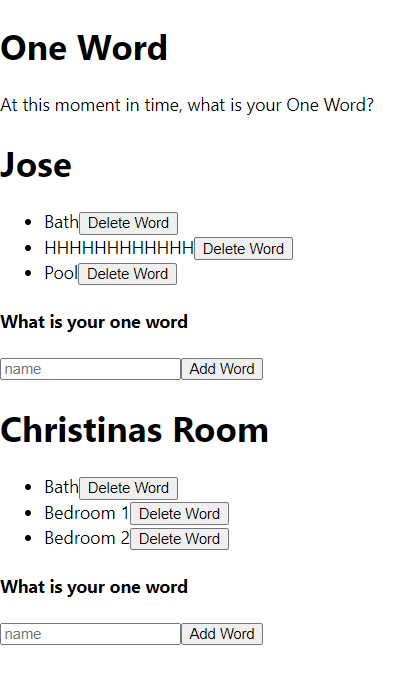 One Word
At this moment in time, what is your One Word?
Jose
Bath Delete Word
HHHHHHHHHHHH Delete Word
Pool Delete Word
What is your one word
name Add Word
Christinas Room
Bath Delete Word
Bedroom 1 Delete Word
Bedroom 2 Delete Word
What is your one word
name Add Word